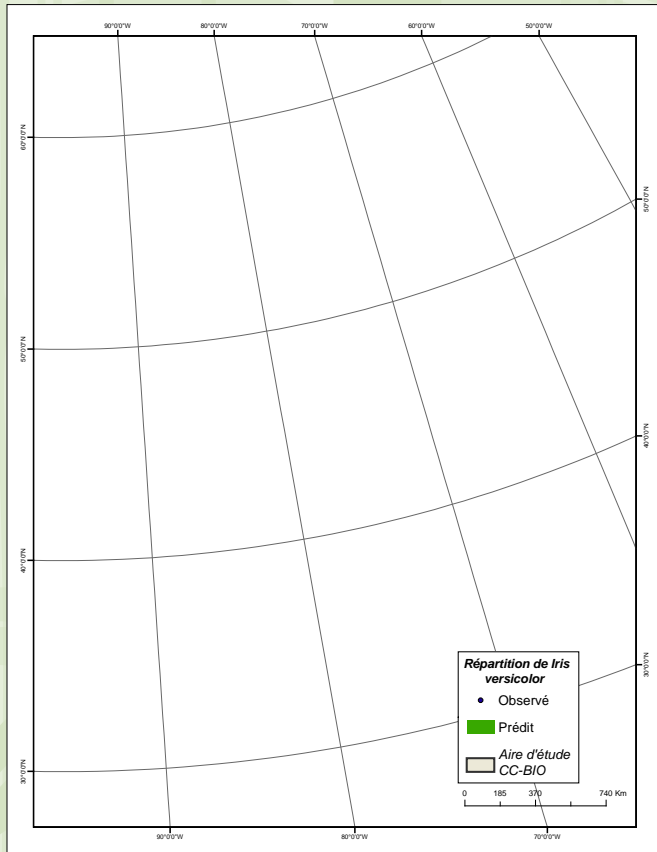 90°0'0"W
80°0'0"W
70°0'0"W
60°0'0"W
50°0'0"W
60°0'0"N
50°0'0"N
40°0'0"N
30°0'0"N
50°0'0"N
40°0'0"N
30°0'0"N
Répartition de Iris
versicolor
Observé
Prédit
Aire d'étude
CC-BIO
0 185 370 740 Km
90°0'0"W
80°0'0"W
70°0'0"W